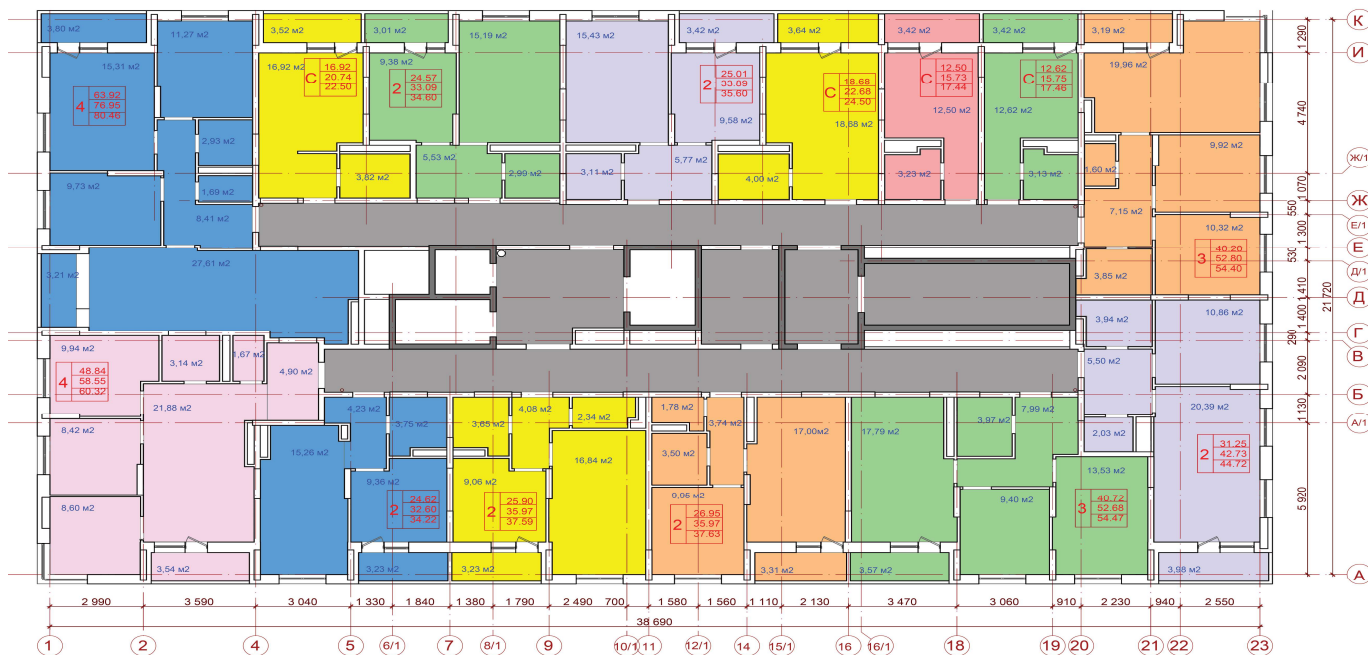 3,80 м2
11,27 м2
3,52 м2
3,01 м2
15,19 м2
15,43 м2
3,42 м2
3,64 м2
3,42 м2
3,42 м2
3,19 м2
К
1 290
И
15,31 м2
16,92 м2
С
16.92
20.74
22.50
9,38 м2
2
24.57
33.09
34.60
2
25.01
33.09
35.60
С
18.68
22.68
24.50
С
12.50
15.73
17.44
С
12.62
15.75
17.46
19,96 м2
4
63.92
76.95
80.46
2,93 м2
9,58 м2
18,68м2
12,50 м2
12,62 м2
4 740
9,73 м2
1,69 м2
3,82 м2
5,53 м2
2,99 м2
3,11 м2
5,77 м2
4,00 м2
3,23 м2
3,13 м2
1,60 м2
9,92 м2
Ж/1
1 070
Ж
8,41 м2
7,15 м2
550
Е/1
10,32 м2
1 300
Е
3
40.20
52.80
54.40
530
3,21 м2
27,61 м2
3,85 м2
Д/1
1 410
Д
21 720
3,94 м2
10,86 м2
1 400
Г
290
В
9,94 м2
3,14 м2
1,67 м2
4,90 м2
5,50 м2
2 090
4
48.84
58.55
60.32
Б
21,88 м2
4,23 м2
3,75 м2
3,65 м2
4,08 м2
2,34 м2
1,78 м2
3,74 м2
17,00м2
17,79 м2
3,97 м2
7,99 м2
20,39 м2
1130
А/1
8,42 м2
15,26 м2
9,36 м2
9,06 м2
16,84 м2
3,50 м2
2,03 м2
13,53 м2
2
31.25
42.73
44.72
8,60 м2
2
24.62
32.60
34.22
2
25.90
35.97
37.59
9,06 м2
2
26.95
35.97
37.63
9,40 м2
3
40.72
52.68
54.47
5 920
3,54 м2
3,23 м2
3,23 м2
3,31 м2
3,57 м2
3,98 м2
А
2 990
3 590
3 040
1 330
1 840
1 380
1 790
2 490
700
1 580
1 560
1 110
2 130
3 470
3 060
910
2 230
940
2 550
38 690
1
2
4
5
6/1
7
8/1
9
10/1
11
12/1
14
15/1
16
16/1
18
19
20
21
22
23